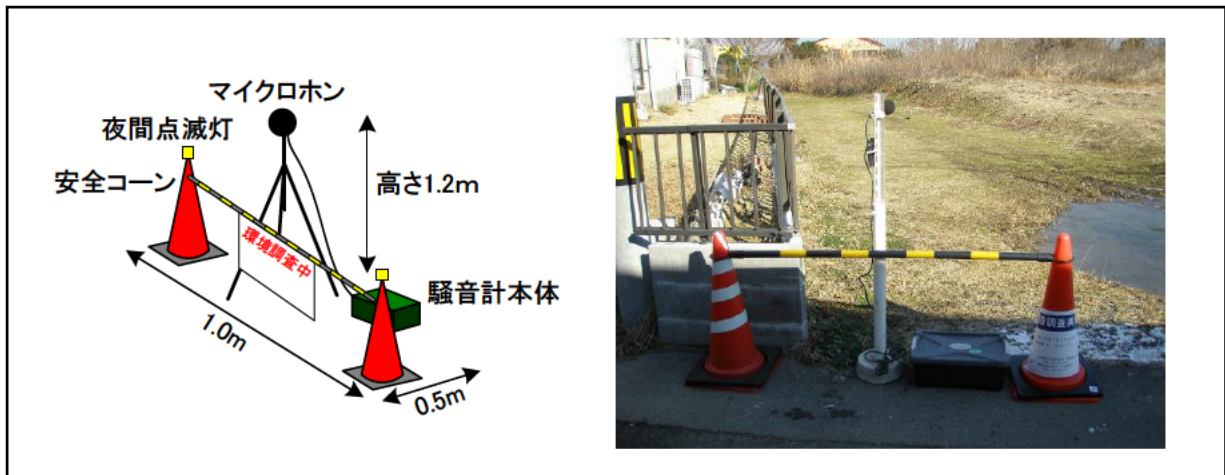 マイクロホン
夜間点滅灯
安全コーン
高さ1.2m
環境調査中
騒音計本体
1.0m
0.5m